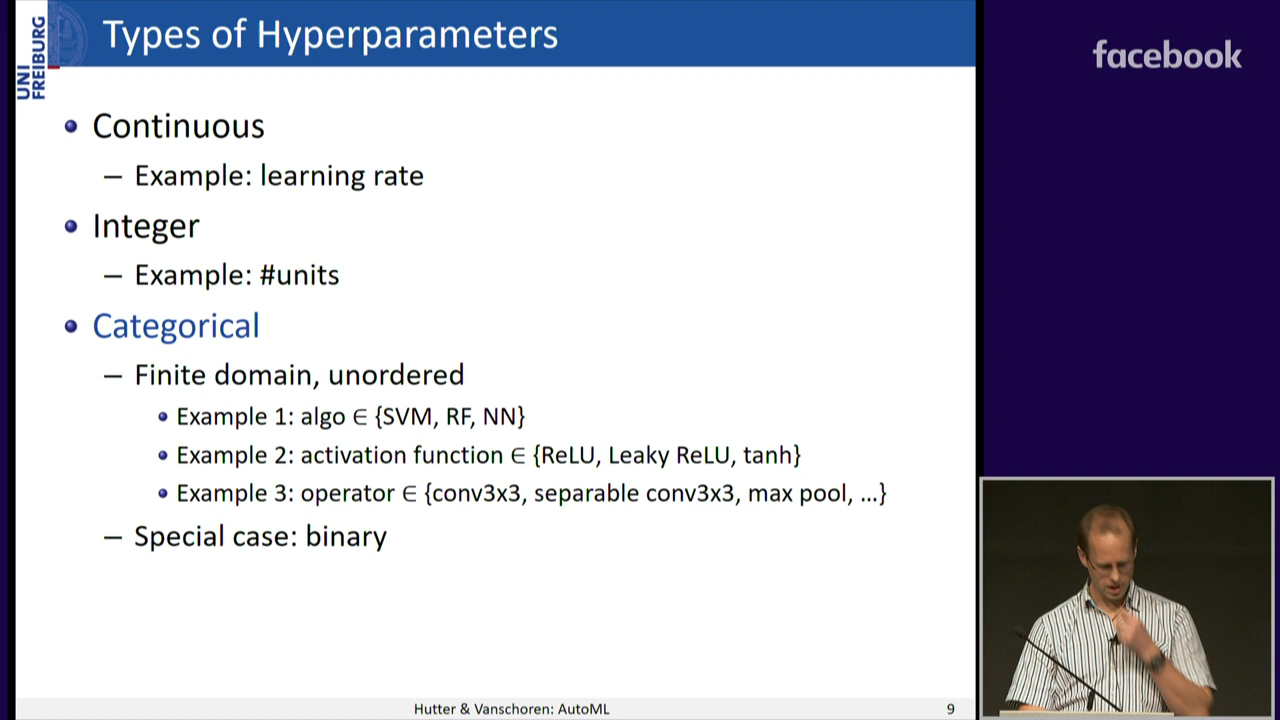 Types of Hyperparameters
UNI
FREIBURG
facebook
Continuous
– Example: learning rate
Integer
– Example: #units
Categorical
– Finite domain, unordered
Example 1: algo ∈ {SVM, RF, NN}
Example 2: activation function ∈ {ReLU, Leaky ReLU, tanh}
Example 3: operator ∈ {conv3x3, separable conv3x3, max pool, ...}
– Special case: binary
Hutter & Vanschoren: AutoML
9